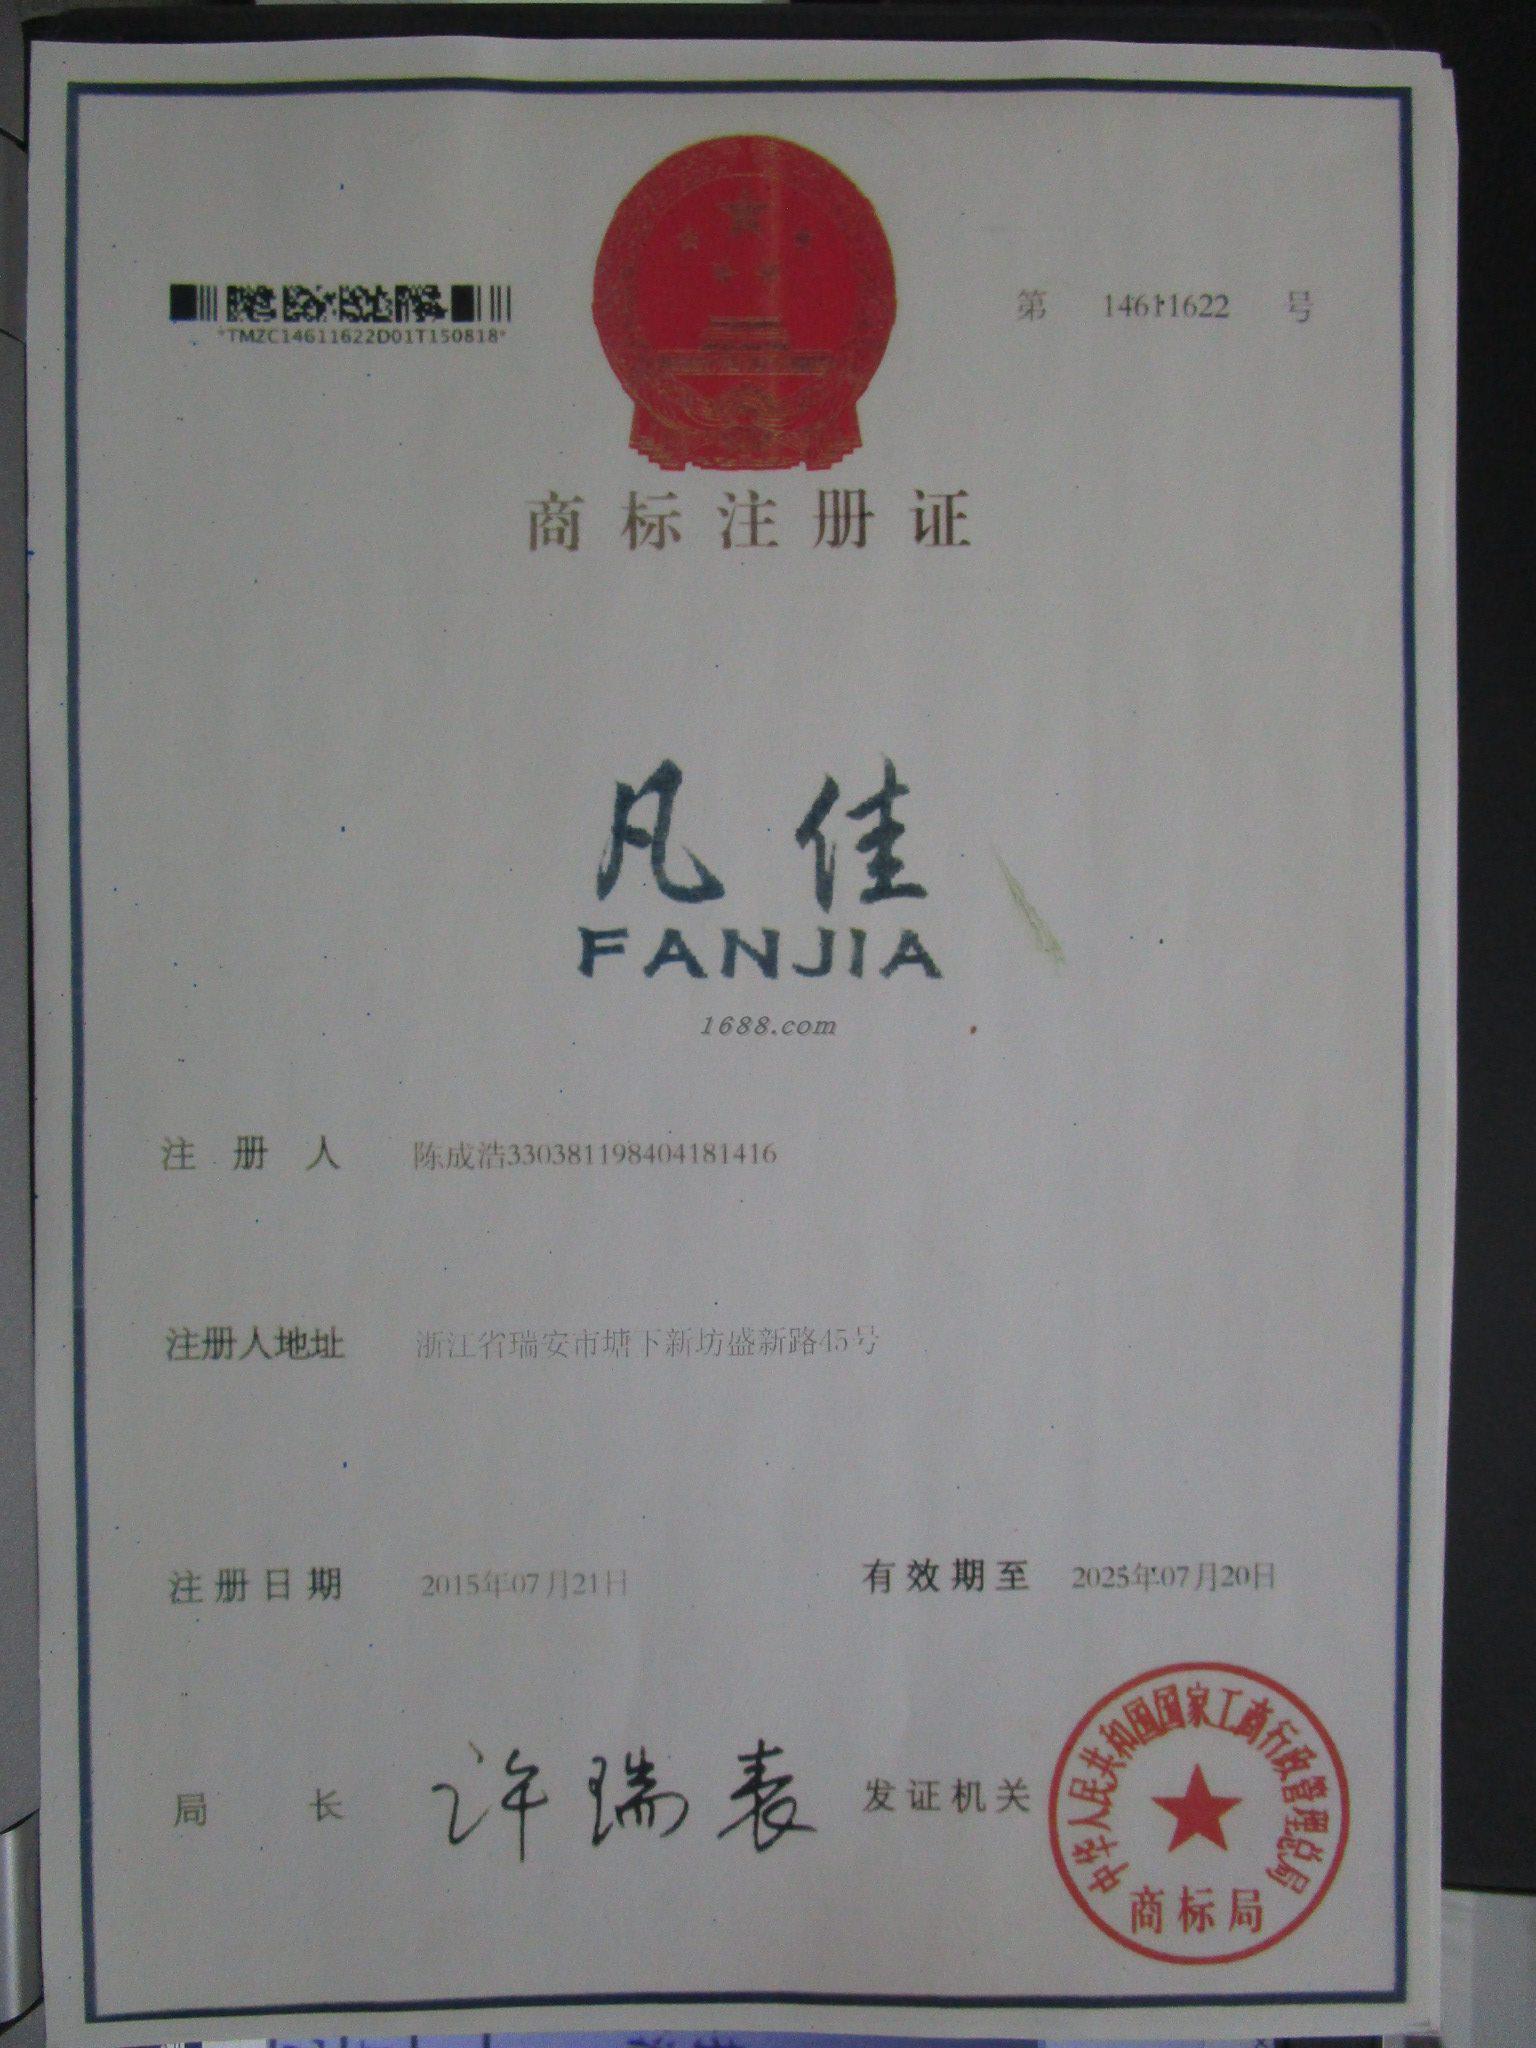 *TMZC14611622D01T150818*
第 14611622 号
商标注册证
凡佳
FANJIA
1688.com
注册人 陈成浩330381198404181416
注册人地址 浙江省瑞安市塘下新坊盛新路45号
注册日期 2015年07月21日 有效期至 2025年07月20日
局长 许瑞表 发证机关
中华人民共和国国家工商行政管理总局
商标局